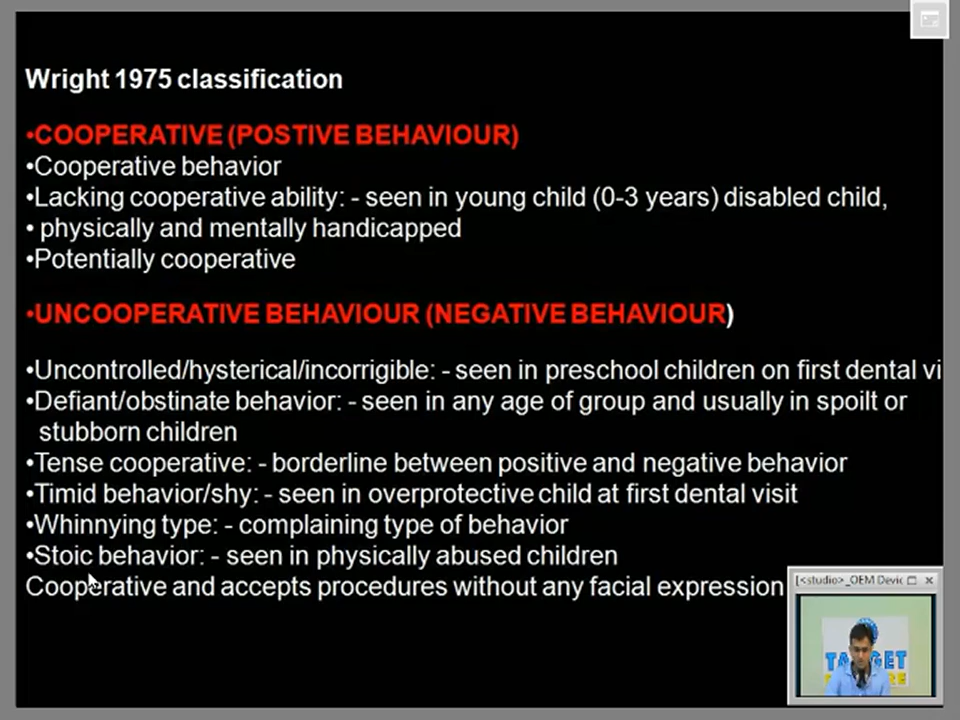 Wright 1975 classification
•COOPERATIVE (POSTIVE BEHAVIOUR)
•Cooperative behavior
•Lacking cooperative ability: - seen in young child (0-3 years) disabled child,
• physically and mentally handicapped
•Potentially cooperative
•UNCOOPERATIVE BEHAVIOUR (NEGATIVE BEHAVIOUR)
•Uncontrolled/hysterical/incorrigible: - seen in preschool children on first dental vi
•Defiant/obstinate behavior: - seen in any age of group and usually in spoilt or
stubborn children
•Tense cooperative: - borderline between positive and negative behavior
•Timid behavior/shy: - seen in overprotective child at first dental visit
•Whinnying type: - complaining type of behavior
•Stoic behavior: - seen in physically abused children
Cooperative and accepts procedures without any facial expression
[<studio>_OEM Devic